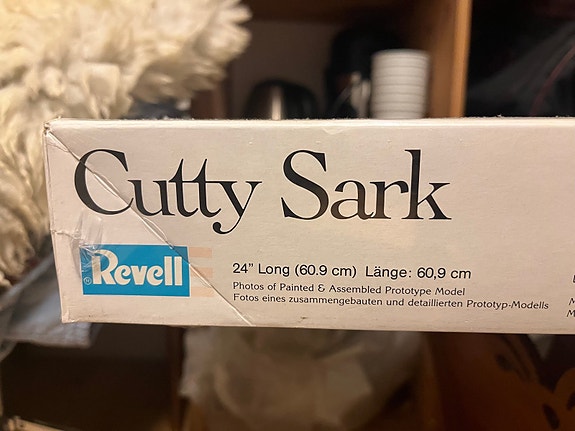 Cutty Sark
® Revell
24" Long (60.9 cm) Länge: 60,9 cm
Photos of Painted & Assembled Prototype Model
Fotos eines zusammengebauten und detaillierten Prototyp-Modells